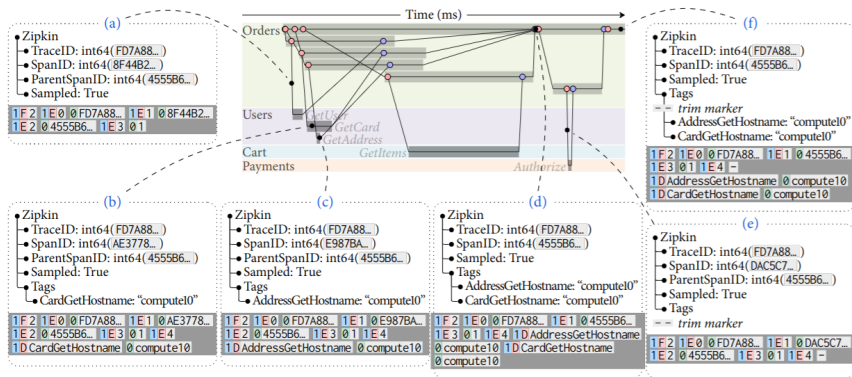 Time (ms)
Orders
Users
GetUser
GetCard
GetAddress
Cart
GetItems
Payments
Authorize
(a)
Zipkin
TraceID: int64(FD7A88…)
SpanID: int64(8F44B2…)
ParentSpanID: int64(4555B6…)
Sampled: True
1F 2 1E 0 0 FD7A88… 1E 1 0 8F44B2…
1E 2 0 4555B6… 1E 3 0 1
(b)
Zipkin
TraceID: int64(FD7A88…)
SpanID: int64(AE3778…)
ParentSpanID: int64(4555B6…)
Sampled: True
Tags
CardGetHostname: “compute10”
1F 2 1E 0 0 FD7A88… 1E 1 0 AE3778…
1E 2 0 4555B6… 1E 3 0 1 1E 4
1D CardGetHostname 0 compute10
(c)
Zipkin
TraceID: int64(FD7A88…)
SpanID: int64(E987BA…)
ParentSpanID: int64(4555B6…)
Sampled: True
Tags
AddressGetHostname: “compute10”
1F 2 1E 0 0 FD7A88… 1E 1 0 E987BA…
1E 2 0 4555B6… 1E 3 0 1 1E 4
1D AddressGetHostname 0 compute10
(d)
Zipkin
TraceID: int64(FD7A88…)
SpanID: int64(4555B6…)
Sampled: True
Tags
AddressGetHostname: “compute10”
CardGetHostname: “compute10”
1F 2 1E 0 0 FD7A88… 1E 1 0 4555B6…
1E 3 0 1 1E 4 1D AddressGetHostname
0 compute10 1D CardGetHostname
0 compute10
(f)
Zipkin
TraceID: int64(FD7A88…)
SpanID: int64(4555B6…)
Sampled: True
Tags
trim marker
AddressGetHostname: “compute10”
CardGetHostname: “compute10”
1F 2 1E 0 0 FD7A88… 1E 1 0 4555B6…
1E 3 0 1 1E 4 –
1D AddressGetHostname 0 compute10
1D CardGetHostname 0 compute10
(e)
Zipkin
TraceID: int64(FD7A88…)
SpanID: int64(DAC5C7…)
ParentSpanID: int64(4555B6…)
Sampled: True
trim marker
1F 2 1E 0 0 FD7A88… 1E 1 0 DAC5C7…
1E 2 0 4555B6… 1E 3 0 1 1E 4 –